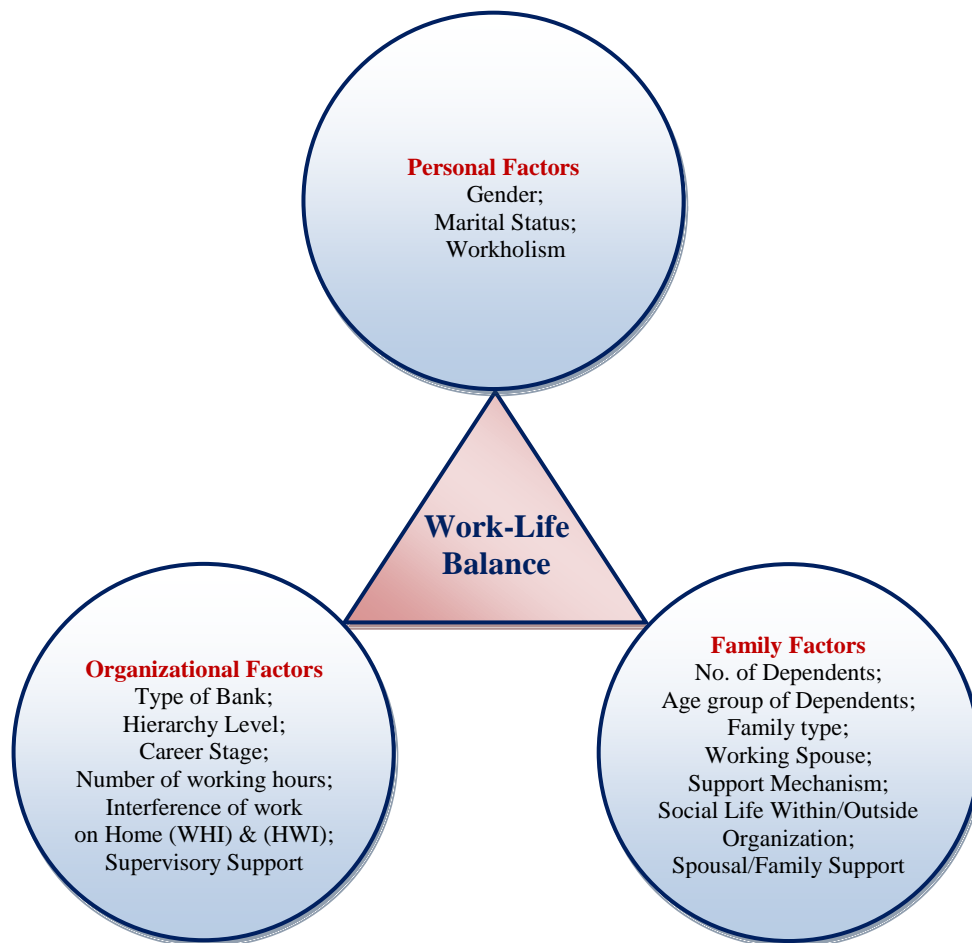 Personal Factors
Gender;
Marital Status;
Workholism
Work-Life
Balance
Organizational Factors
Type of Bank;
Hierarchy Level;
Career Stage;
Number of working hours;
Interference of work
on Home (WHI) & (HWI);
Supervisory Support
Family Factors
No. of Dependents;
Age group of Dependents;
Family type;
Working Spouse;
Support Mechanism;
Social Life Within/Outside
Organization;
Spousal/Family Support